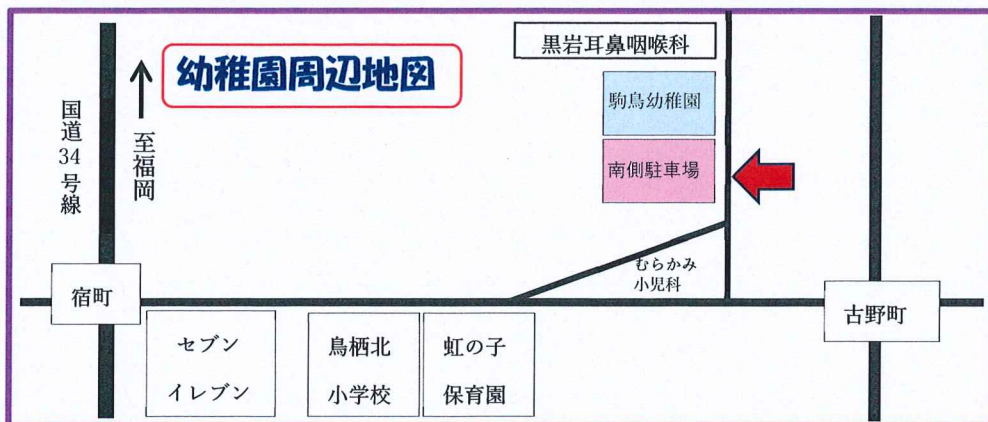 黒岩耳鼻咽喉科
幼稚園周辺地図
国道34号線
至福岡
駒鳥幼稚園
南側駐車場
むらかみ
小児科
宿町
古野町
セブン
イレブン
鳥栖北
小学校
虹の子
保育園